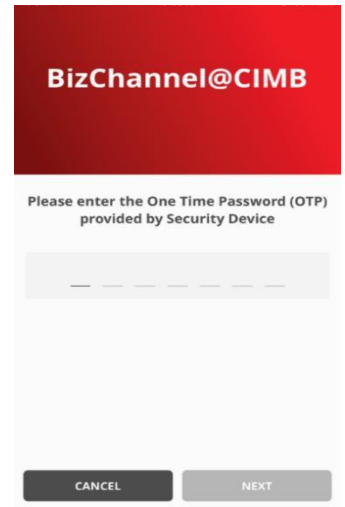 BizChannel@CIMB
Please enter the One Time Password (OTP)
provided by Security Device
CANCEL
NEXT